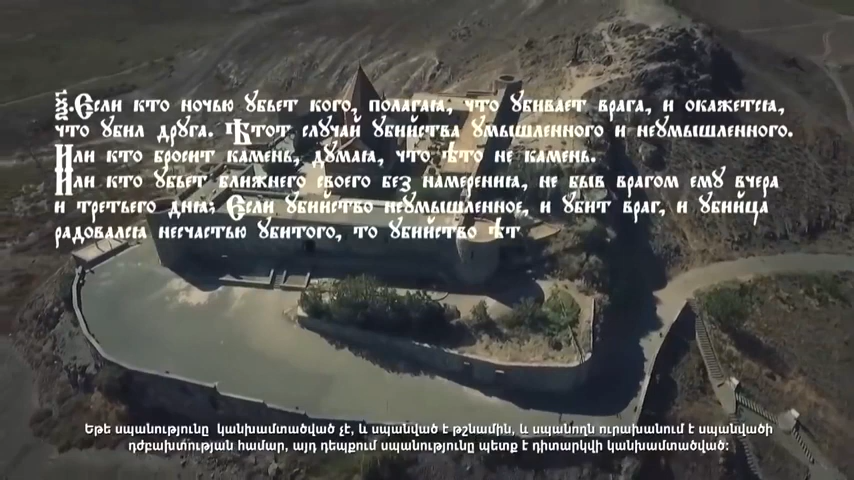 Если кто ночью убьет кого, полагая, что убивает врага, и окажется,
что убил друга. Этот случай убийства умышленного и неумышленного.
Или кто бросит камень, думая, что это не камень.
Или кто убьет ближнего своего без намерения, не быв врагом ему вчера
и третьего дня; Если убийство неумышленное, и убит враг, и убийца
радовался несчастью убитого, то убийство эт
Եթե սպանությունը կանխամտածված չէ, և սպանված է թշնամին, և սպանողն ուրախանում է սպանվածի
դժբախտության համար, այդ դեպքում սպանությունը պետք է դիտարկվի կանխամտածված: